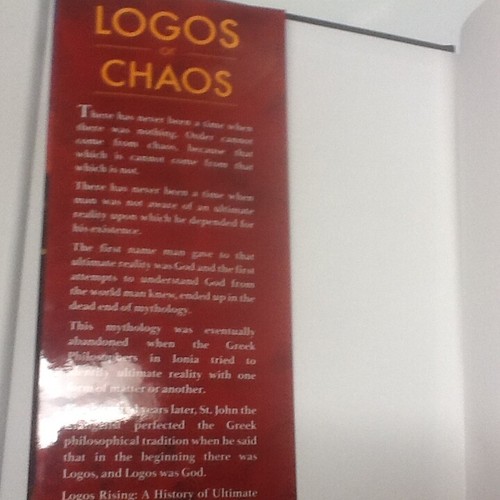 LOGOS
or
CHAOS
There has never been a time when
there was nothing. Order cannot
come from chaos, because that
which is cannot come from that
which is not.
There has never been a time when
man was not aware of an ultimate
reality upon which he depended for
his existence.
The first name man gave to that
ultimate reality was God and the first
attempts to understand God from
the world man knew, ended up in the
dead end of mythology.
This mythology was eventually
abandoned when the Greek
Philosophers in Ionia tried to
identify ultimate reality with one
form of matter or another.
years later, St. John the
Evangelist perfected the Greek
philosophical tradition when he said
that in the beginning there was
Logos, and Logos was God.
Logos Rising: A History of Ultimate